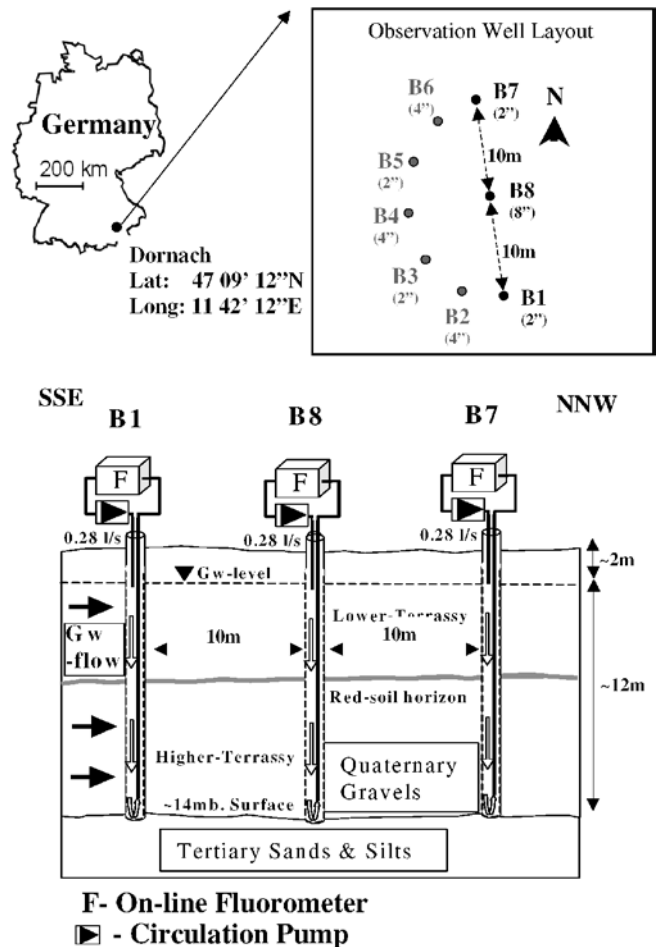 Germany
200 km
Dornach
Lat: 47 09' 12"N
Long: 11 42' 12"E
Observation Well Layout
B7
(2")
B6
(4")
N
10m
B5
(2")
B8
(8")
B4
(4")
10m
B3
(2")
B2
(4")
B1
(2")
SSE
NNW
B1
B8
B7
F
F
F
0.28 l/s
0.28 l/s
0.28 l/s
~2m
Gw-level
Lower-Terrassy
Gw
-flow
10m
10m
~12m
Red-soil horizon
Higher-Terrassy
Quaternary
Gravels
~14mb. Surface
Tertiary Sands & Silts
F- On-line Fluorometer
- Circulation Pump